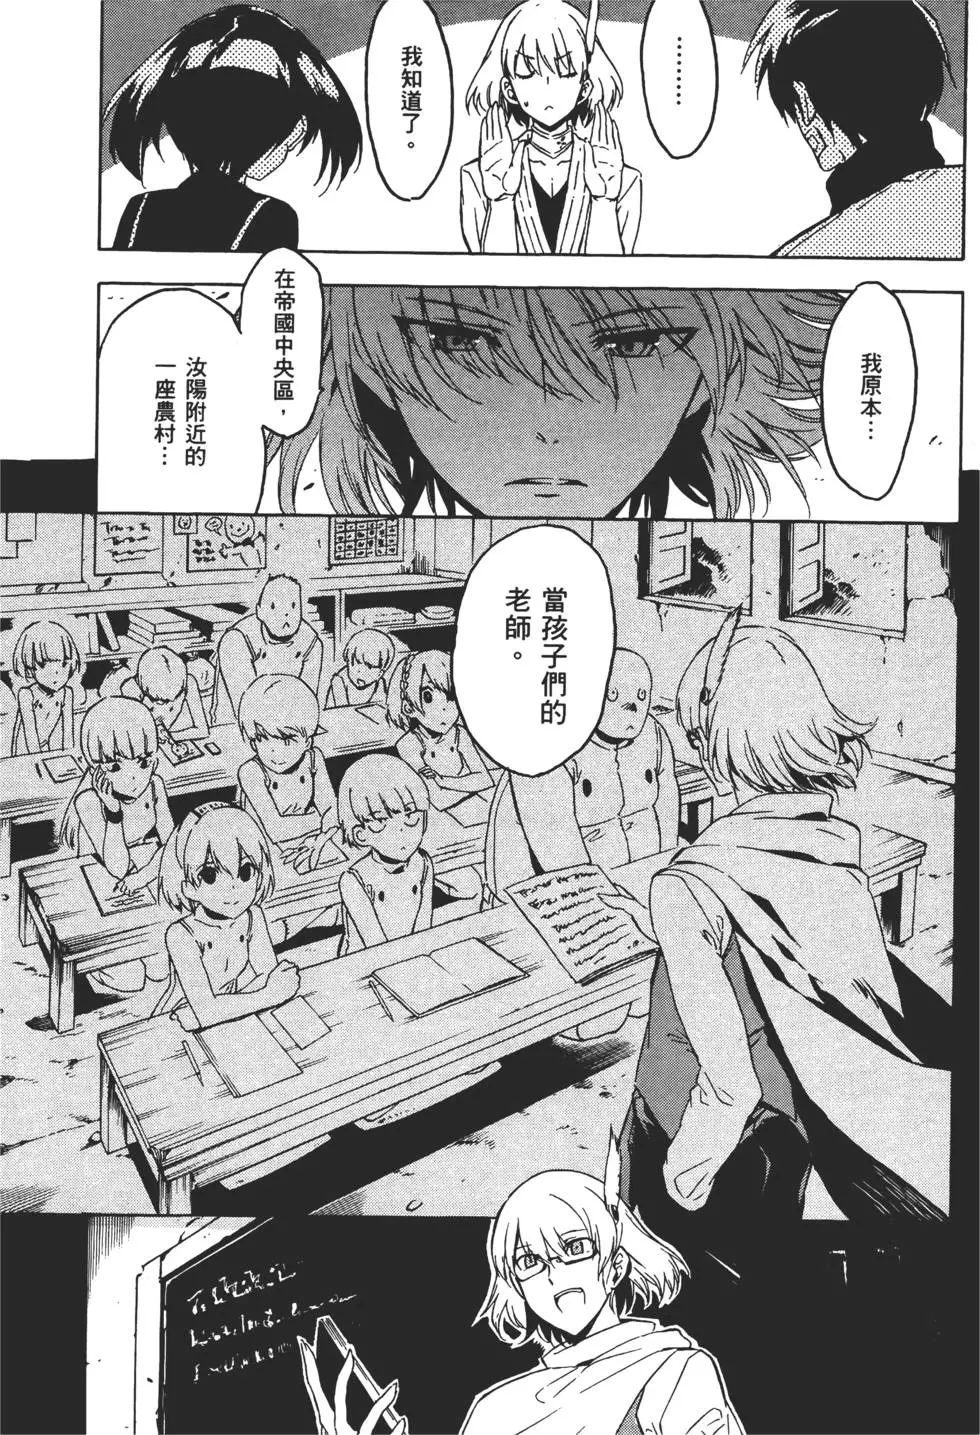 ………
我知道了。
我原本…
在帝國中央區，
汝陽附近的
一座農村…
當孩子們的
老師。